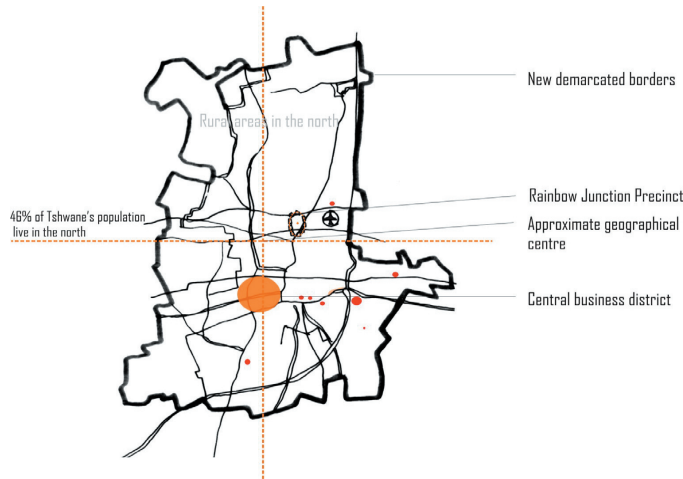 New demarcated borders
Rural areas in the north
Rainbow Junction Precinct
46% of Tshwane's population
live in the north
Approximate geographical
centre
Central business district